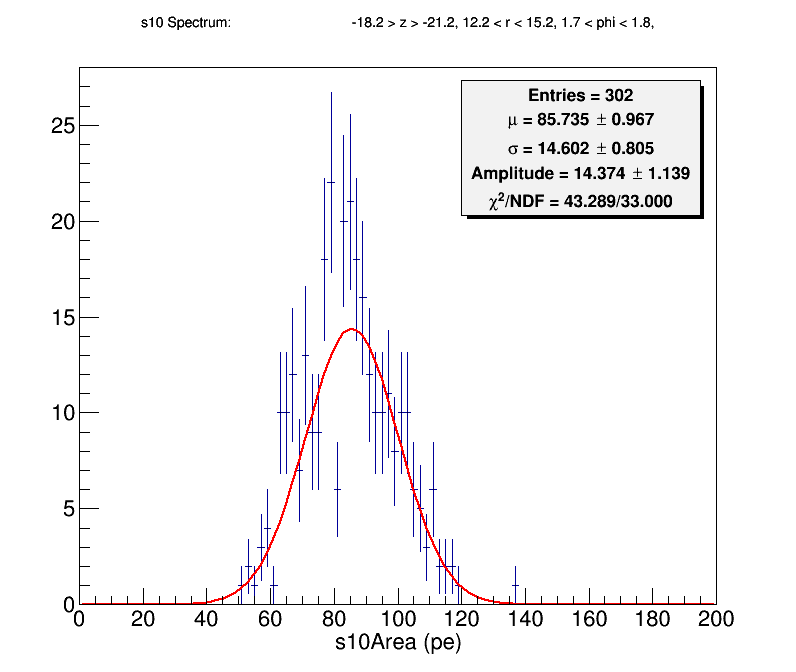 s10 Spectrum: -18.2 > z > -21.2, 12.2 < r < 15.2, 1.7 < phi < 1.8,
Entries = 302
μ = 85.735 ± 0.967
σ = 14.602 ± 0.805
Amplitude = 14.374 ± 1.139
χ²/NDF = 43.289/33.000
25
20
15
10
5
0
0 20 40 60 80 100 120 140 160 180 200
s10Area (pe)